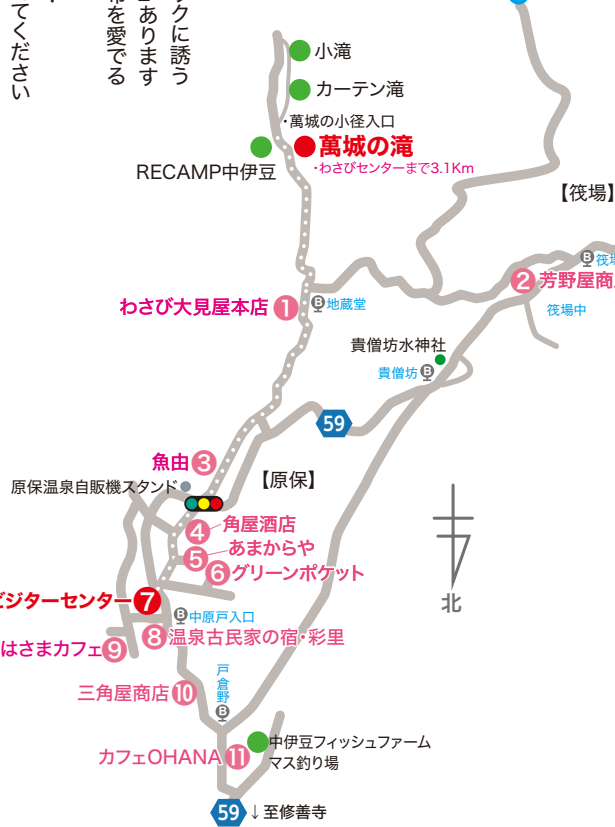 クに誘う
あります
帯を愛でる
てください
小滝
カーテン滝
・萬城の小径入口
萬城の滝
・わさびセンターまで3.1Km
RECAMP中伊豆
【筏場】
B 筏場
② 芳野屋商
筏場中
わさび大見屋本店 ①
B 地蔵堂
貴僧坊水神社
貴僧坊 B
59
魚由 ③
原保温泉自販機スタンド
【原保】
④ 角屋酒店
⑤ あまからや
⑥ グリーンポケット
北
ビジターセンター ⑦
B 中原戸入口
⑧ 温泉古民家の宿・彩里
はさまカフェ ⑨
戸倉野 B
三角屋商店 ⑩
カフェOHANA ⑪
中伊豆フィッシュファーム
マス釣り場
59 ↓至修善寺